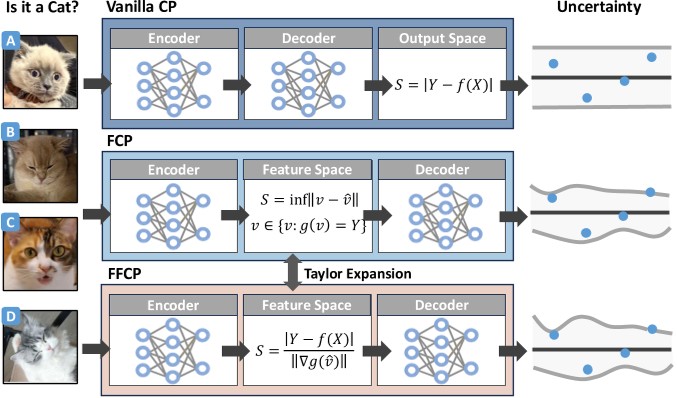 Is it a Cat?
Vanilla CP
Uncertainty
A
Encoder
Decoder
Output Space
S = |Y − f(X)|
B
FCP
Encoder
Feature Space
Decoder
S = inf‖v − v̂‖
v ∈ {v: g(v) = Y}
C
Taylor Expansion
FFCP
D
Encoder
Feature Space
Decoder
S = |Y − f(X)| / ‖∇g(v̂)‖